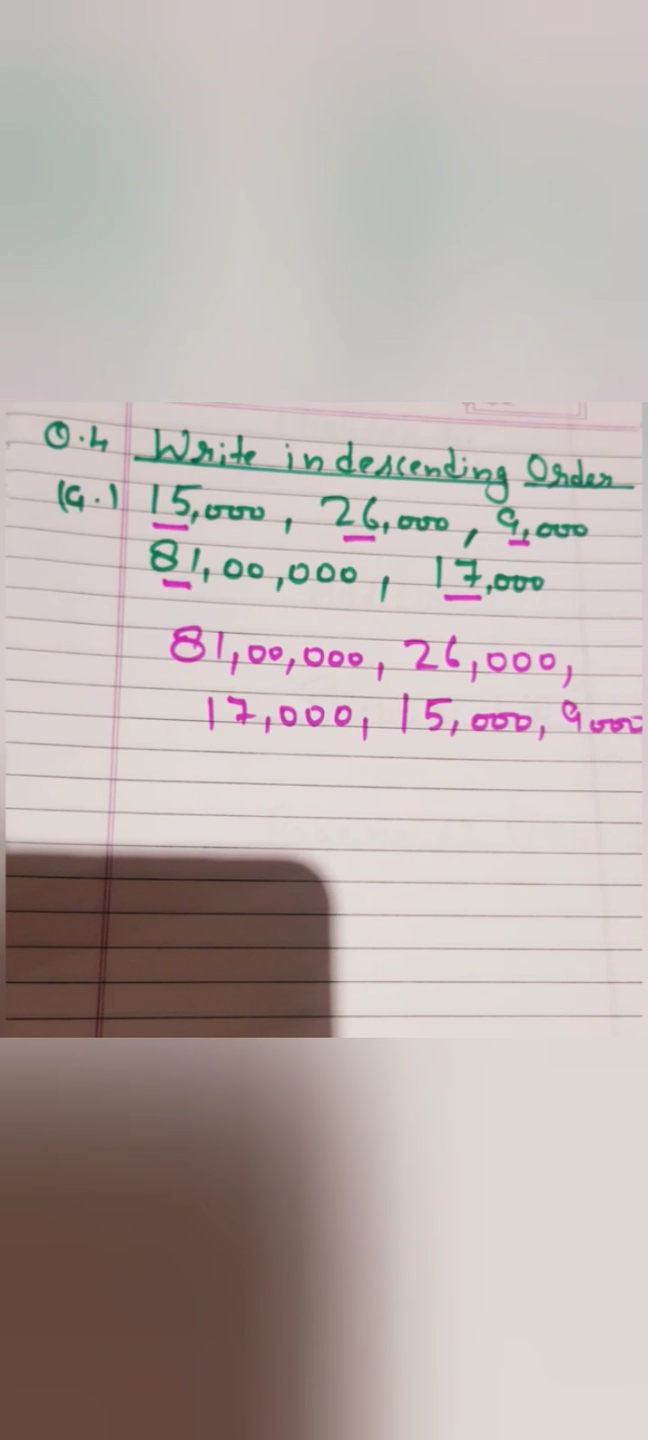 Q.4 Write in descending Order
(a.) 15,000, 26,000, 9,000
81,00,000, 17,000
81,00,000, 26,000,
17,000, 15,000, 9000